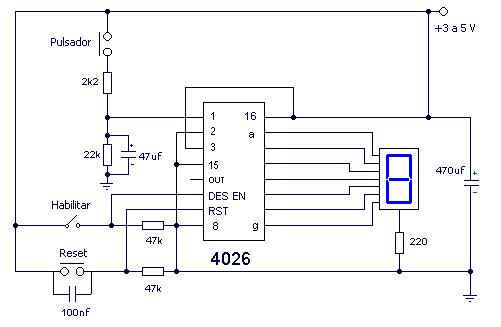 +3 a 5 V
Pulsador
2k2
1 16
2 a
3
22k
47uf
+
-
15
OUT
470uf
+
-
DES EN
Habilitar
RST
8 g
47k
220
Reset
4026
47k
100nf